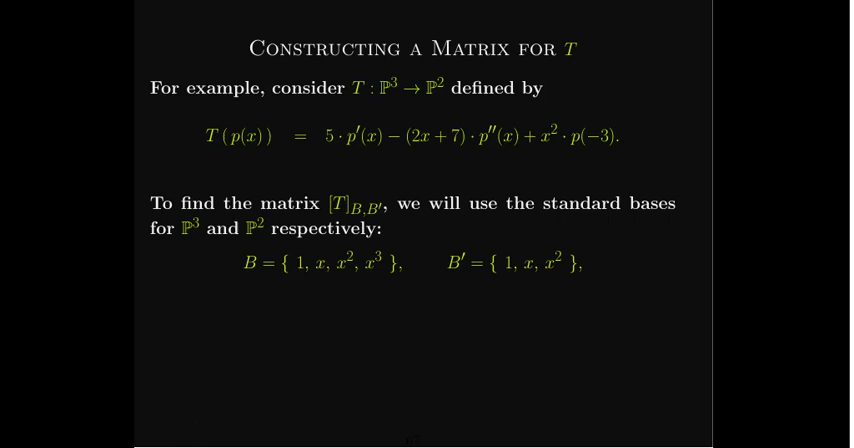 Constructing a Matrix for T
For example, consider T : ℙ³ → ℙ² defined by
T ( p(x) ) = 5 · p′(x) − (2x + 7) · p″(x) + x² · p(−3).
To find the matrix [T]_{B,B′}, we will use the standard bases
for ℙ³ and ℙ² respectively:
B = { 1, x, x², x³ }, B′ = { 1, x, x² },